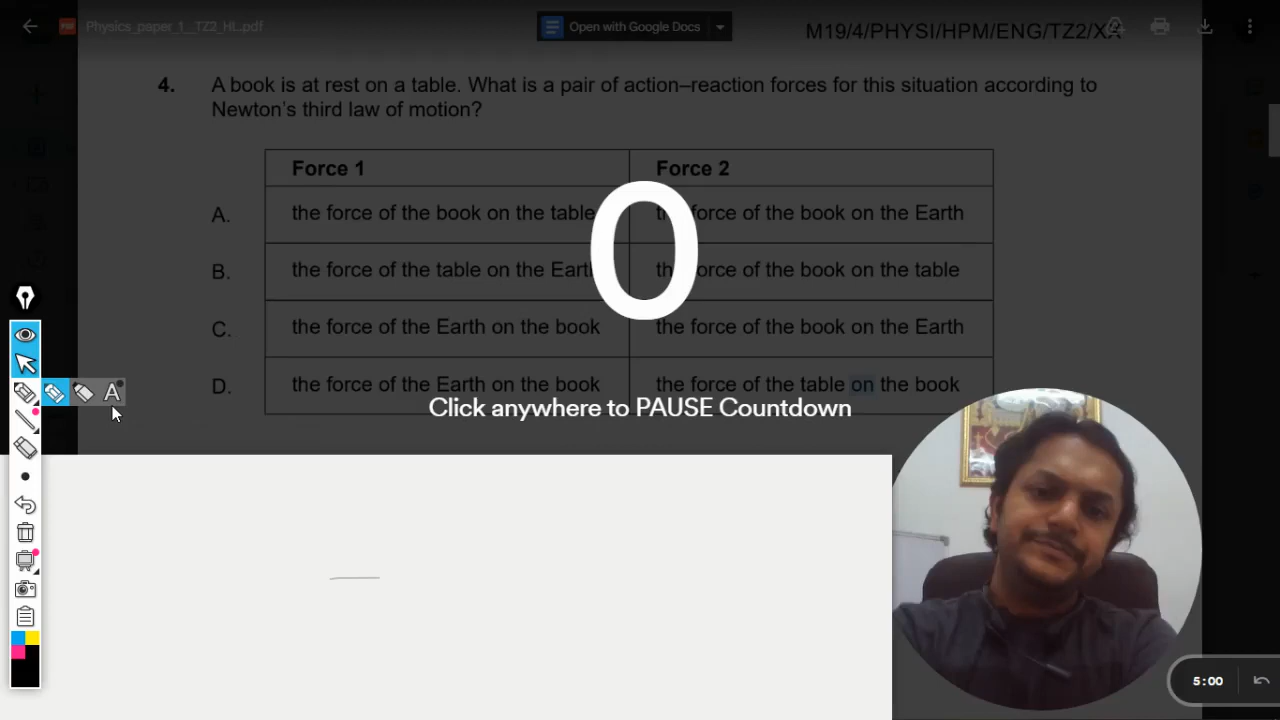 Physics_paper_1__TZ2_HL.pdf
Open with Google Docs
M19/4/PHYSI/HPM/ENG/TZ2/XX
4. A book is at rest on a table. What is a pair of action–reaction forces for this situation according to
Newton's third law of motion?
Force 1 Force 2
A. the force of the book on the table the force of the book on the Earth
B. the force of the table on the Earth the force of the book on the table
C. the force of the Earth on the book the force of the book on the Earth
D. the force of the Earth on the book the force of the table on the book
0
Click anywhere to PAUSE Countdown
A
5:00